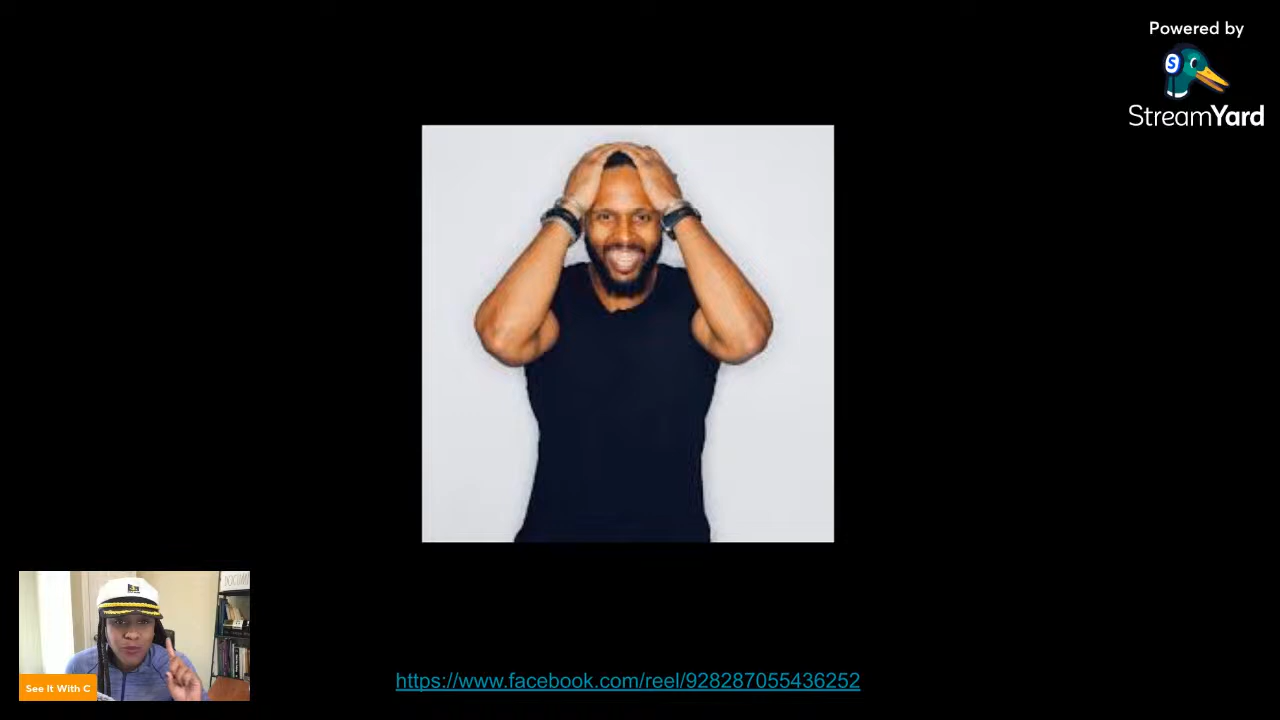 Powered by
S
StreamYard
See It With C
https://www.facebook.com/reel/928287055436252